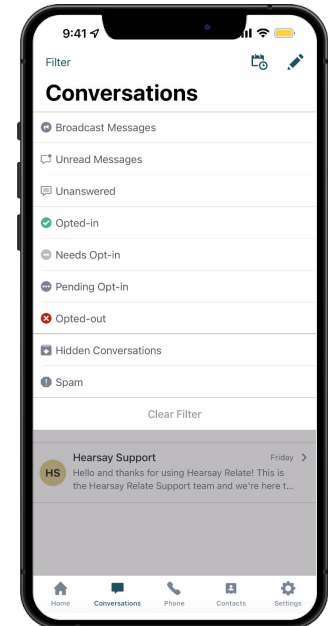 9:41
Filter
Conversations
Broadcast Messages
Unread Messages
Unanswered
Opted-in
Needs Opt-in
Pending Opt-in
Opted-out
Hidden Conversations
Spam
Clear Filter
Hearsay Support Friday
HS
Hello and thanks for using Hearsay Relate! This is
the Hearsay Relate Support team and we're here t...
Home Conversations Phone Contacts Settings